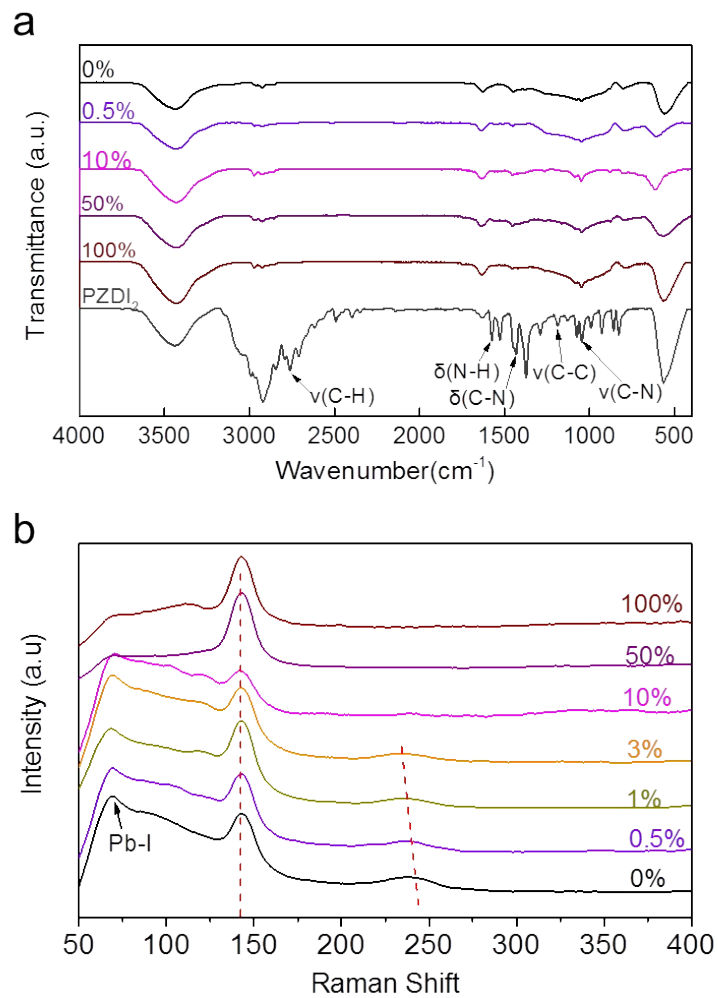 a
0%
0.5%
10%
50%
100%
PZDI₂
ν(C-H)
δ(N-H)
δ(C-N)
ν(C-C)
ν(C-N)
Transmittance (a.u.)
4000 3500 3000 2500 2000 1500 1000 500
Wavenumber(cm⁻¹)
b
100%
50%
10%
3%
1%
0.5%
0%
Pb-I
Intensity (a.u)
50 100 150 200 250 300 350 400
Raman Shift